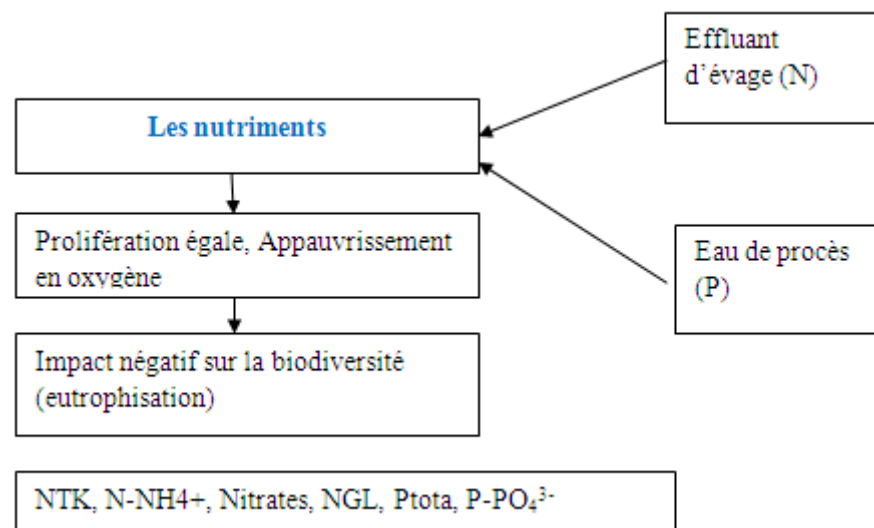 Effluant
d’évage (N)
Les nutriments
Prolifération égale, Appauvrissement
en oxygène
Eau de procès
(P)
Impact négatif sur la biodiversité
(eutrophisation)
NTK, N-NH4+, Nitrates, NGL, Ptota, P-PO₄³⁻